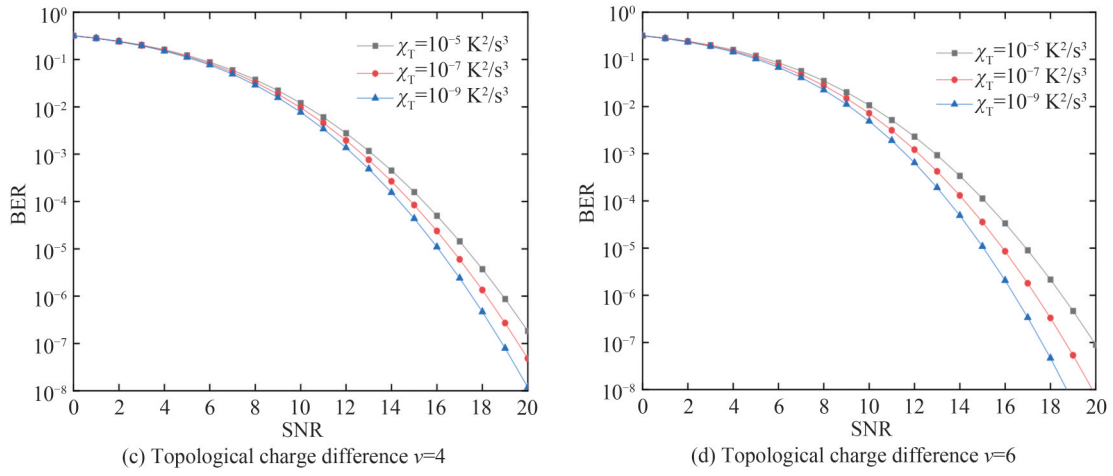 10⁰
10⁻¹
10⁻²
10⁻³
10⁻⁴
10⁻⁵
10⁻⁶
10⁻⁷
10⁻⁸
BER
χT=10⁻⁵ K²/s³
χT=10⁻⁷ K²/s³
χT=10⁻⁹ K²/s³
0 2 4 6 8 10 12 14 16 18 20
SNR
(c) Topological charge difference v=4
10⁰
10⁻¹
10⁻²
10⁻³
10⁻⁴
10⁻⁵
10⁻⁶
10⁻⁷
10⁻⁸
BER
χT=10⁻⁵ K²/s³
χT=10⁻⁷ K²/s³
χT=10⁻⁹ K²/s³
0 2 4 6 8 10 12 14 16 18 20
SNR
(d) Topological charge difference v=6